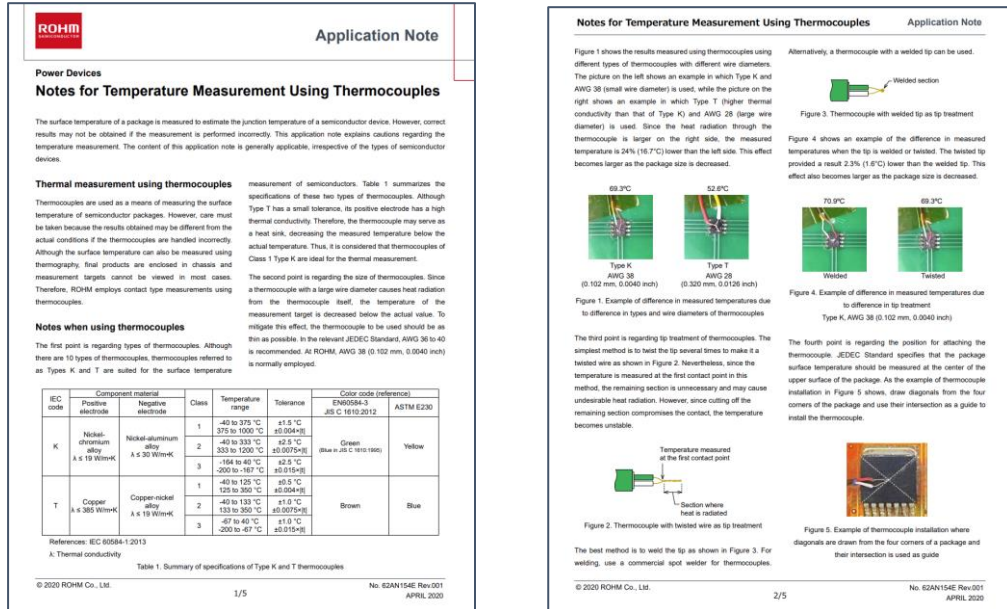 ROHM
SEMICONDUCTOR
Application Note
Power Devices
Notes for Temperature Measurement Using Thermocouples
The surface temperature of a package is measured to estimate the junction temperature of a semiconductor device. However, correct
results may not be obtained if the measurement is performed incorrectly. This application note explains cautions regarding the
temperature measurement. The content of this application note is generally applicable, irrespective of the types of semiconductor
devices.
Thermal measurement using thermocouples
Thermocouples are used as a means of measuring the surface
temperature of semiconductor packages. However, care must
be taken because the results obtained may be different from the
actual conditions if the thermocouples are handled incorrectly.
Although the surface temperature can also be measured using
thermography, final products are enclosed in chassis and
measurement targets cannot be viewed in most cases.
Therefore, ROHM employs contact type measurements using
thermocouples.
Notes when using thermocouples
The first point is regarding types of thermocouples. Although
there are 10 types of thermocouples, thermocouples referred to
as Types K and T are suited for the surface temperature
measurement of semiconductors. Table 1 summarizes the
specifications of these two types of thermocouples. Although
Type T has a small tolerance, its positive electrode has a high
thermal conductivity. Therefore, the thermocouple may serve as
a heat sink, decreasing the measured temperature below the
actual temperature. Thus, it is considered that thermocouples of
Class 1 Type K are ideal for the thermal measurement.
The second point is regarding the size of thermocouples. Since
a thermocouple with a large wire diameter causes heat radiation
from the thermocouple itself, the temperature of the
measurement target is decreased below the actual value. To
mitigate this effect, the thermocouple to be used should be as
thin as possible. In the relevant JEDEC Standard, AWG 36 to 40
is recommended. At ROHM, AWG 38 (0.102 mm, 0.0040 inch)
is normally employed.
IEC code Component material Class Temperature range Tolerance Color code (reference)
Positive electrode Negative electrode EN60584-3 JIS C 1610:2012 ASTM E230
K Nickel-chromium alloy λ ≤ 19 W/m•K Nickel-aluminum alloy λ ≤ 30 W/m•K Green (Blue in JIS C 1610:1995) Yellow
1 -40 to 375 °C 375 to 1000 °C ±1.5 °C ±0.004×|t|
2 -40 to 333 °C 333 to 1200 °C ±2.5 °C ±0.0075×|t|
3 -164 to 40 °C -200 to -167 °C ±2.5 °C ±0.015×|t|
T Copper λ ≤ 385 W/m•K Copper-nickel alloy λ ≤ 19 W/m•K Brown Blue
1 -40 to 125 °C 125 to 350 °C ±0.5 °C ±0.004×|t|
2 -40 to 133 °C 133 to 350 °C ±1.0 °C ±0.0075×|t|
3 -67 to 40 °C -200 to -67 °C ±1.0 °C ±0.015×|t|
References: IEC 60584-1:2013
λ: Thermal conductivity
Table 1. Summary of specifications of Type K and T thermocouples
© 2020 ROHM Co., Ltd.
1/5
No. 62AN154E Rev.001
APRIL 2020
Notes for Temperature Measurement Using Thermocouples Application Note
Figure 1 shows the results measured using thermocouples using
different types of thermocouples with different wire diameters.
The picture on the left shows an example in which Type K and
AWG 38 (small wire diameter) is used, while the picture on the
right shows an example in which Type T (higher thermal
conductivity than that of Type K) and AWG 28 (large wire
diameter) is used. Since the heat radiation through the
thermocouple is larger on the right side, the measured
temperature is 24% (16.7°C) lower than the left side. This effect
becomes larger as the package size is decreased.
69.3ºC 52.6ºC
Type K Type T
AWG 38 AWG 28
(0.102 mm, 0.0040 inch) (0.320 mm, 0.0126 inch)
Figure 1. Example of difference in measured temperatures due
to difference in types and wire diameters of thermocouples
The third point is regarding tip treatment of thermocouples. The
simplest method is to twist the tip several times to make it a
twisted wire as shown in Figure 2. Nevertheless, since the
temperature is measured at the first contact point in this
method, the remaining section is unnecessary and may cause
undesirable heat radiation. However, since cutting off the
remaining section compromises the contact, the temperature
becomes unstable.
Temperature measured
at the first contact point
Section where
heat is radiated
Figure 2. Thermocouple with twisted wire as tip treatment
The best method is to weld the tip as shown in Figure 3. For
welding, use a commercial spot welder for thermocouples.
Alternatively, a thermocouple with a welded tip can be used.
Welded section
Figure 3. Thermocouple with welded tip as tip treatment
Figure 4 shows an example of the difference in measured
temperatures when the tip is welded or twisted. The twisted tip
provided a result 2.3% (1.6°C) lower than the welded tip. This
effect also becomes larger as the package size is decreased.
70.9ºC 69.3ºC
Welded Twisted
Figure 4. Example of difference in measured temperatures due
to difference in tip treatment
Type K, AWG 38 (0.102 mm, 0.0040 inch)
The fourth point is regarding the position for attaching the
thermocouple. JEDEC Standard specifies that the package
surface temperature should be measured at the center of the
upper surface of the package. As the example of thermocouple
installation in Figure 5 shows, draw diagonals from the four
corners of the package and use their intersection as a guide to
install the thermocouple.
Figure 5. Example of thermocouple installation where
diagonals are drawn from the four corners of a package and
their intersection is used as guide
© 2020 ROHM Co., Ltd.
2/5
No. 62AN154E Rev.001
APRIL 2020